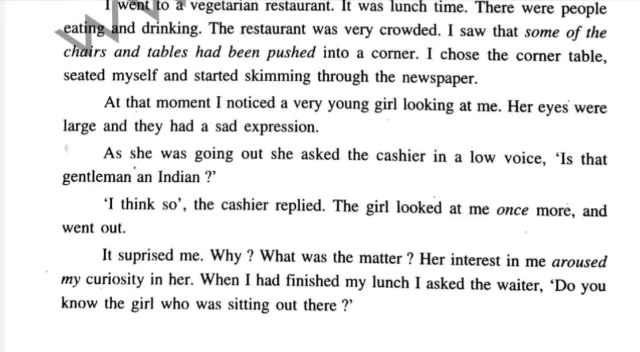 I went to a vegetarian restaurant. It was lunch time. There were people
eating and drinking. The restaurant was very crowded. I saw that some of the
chairs and tables had been pushed into a corner. I chose the corner table,
seated myself and started skimming through the newspaper.
At that moment I noticed a very young girl looking at me. Her eyes were
large and they had a sad expression.
As she was going out she asked the cashier in a low voice, ‘Is that
gentleman an Indian ?’
‘I think so’, the cashier replied. The girl looked at me once more, and
went out.
It suprised me. Why ? What was the matter ? Her interest in me aroused
my curiosity in her. When I had finished my lunch I asked the waiter, ‘Do you
know the girl who was sitting out there ?’